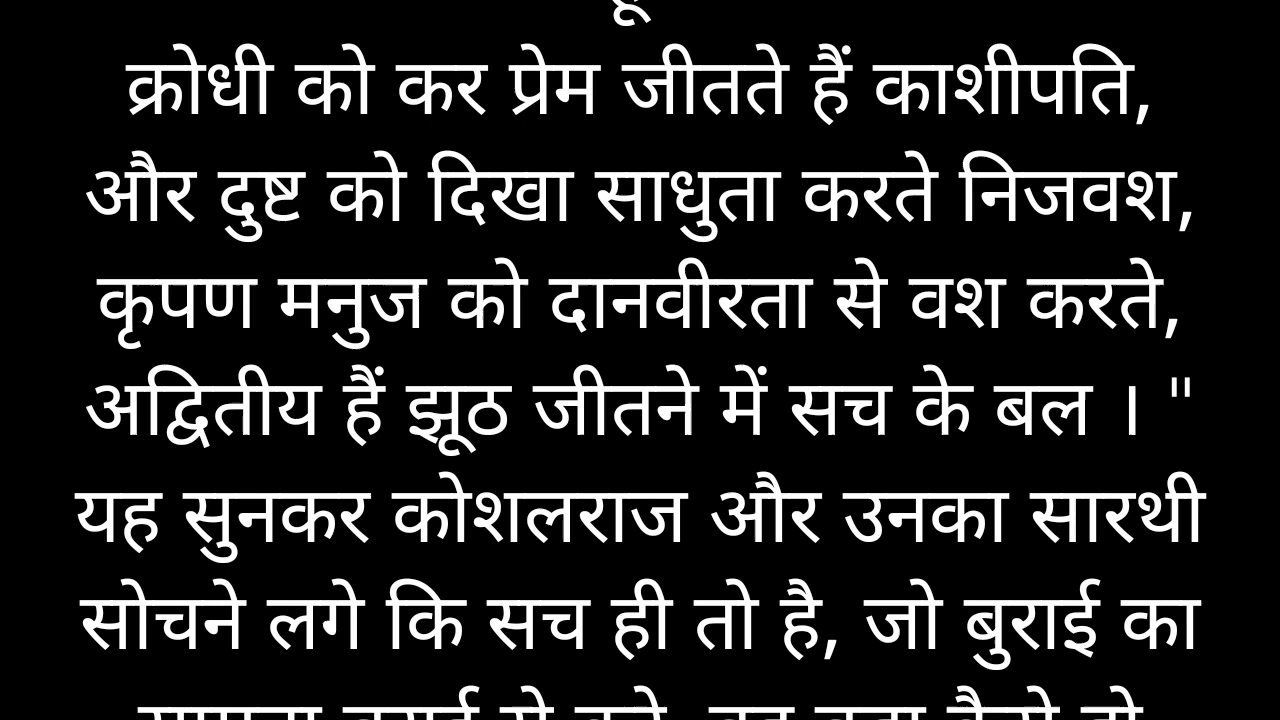 क्रोधी को कर प्रेम जीतते हैं काशीपति,
और दुष्ट को दिखा साधुता करते निजवश,
कृपण मनुज को दानवीरता से वश करते,
अद्वितीय हैं झूठ जीतने में सच के बल । "
यह सुनकर कोशलराज और उनका सारथी
सोचने लगे कि सच ही तो है, जो बुराई का